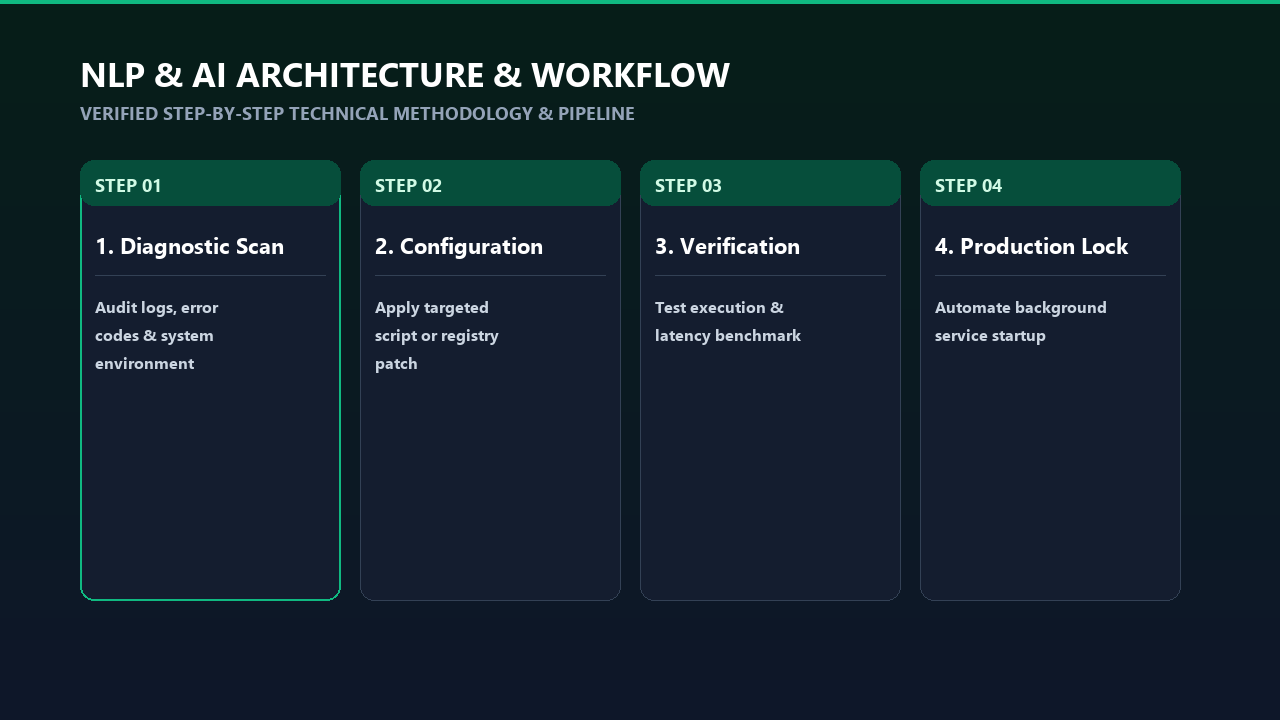 NLP & AI ARCHITECTURE & WORKFLOW
VERIFIED STEP-BY-STEP TECHNICAL METHODOLOGY & PIPELINE
STEP 01
1. Diagnostic Scan
Audit logs, error
codes & system
environment
STEP 02
2. Configuration
Apply targeted
script or registry
patch
STEP 03
3. Verification
Test execution &
latency benchmark
STEP 04
4. Production Lock
Automate background
service startup